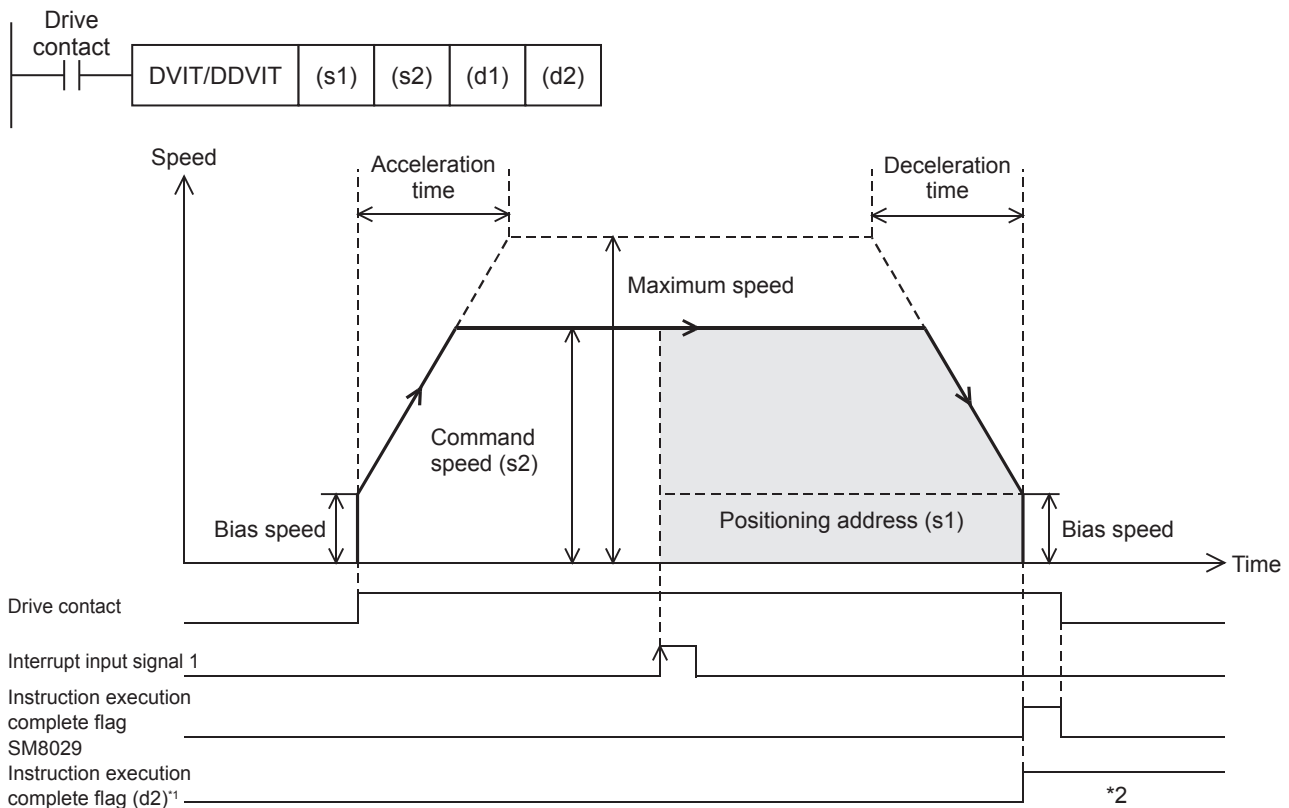 Drive
contact
DVIT/DDVIT (s1) (s2) (d1) (d2)
Speed
Acceleration
time
Deceleration
time
Maximum speed
Command
speed (s2)
Bias speed
Positioning address (s1)
Bias speed
Time
Drive contact
Interrupt input signal 1
Instruction execution
complete flag
SM8029
Instruction execution
complete flag (d2)*1
*2